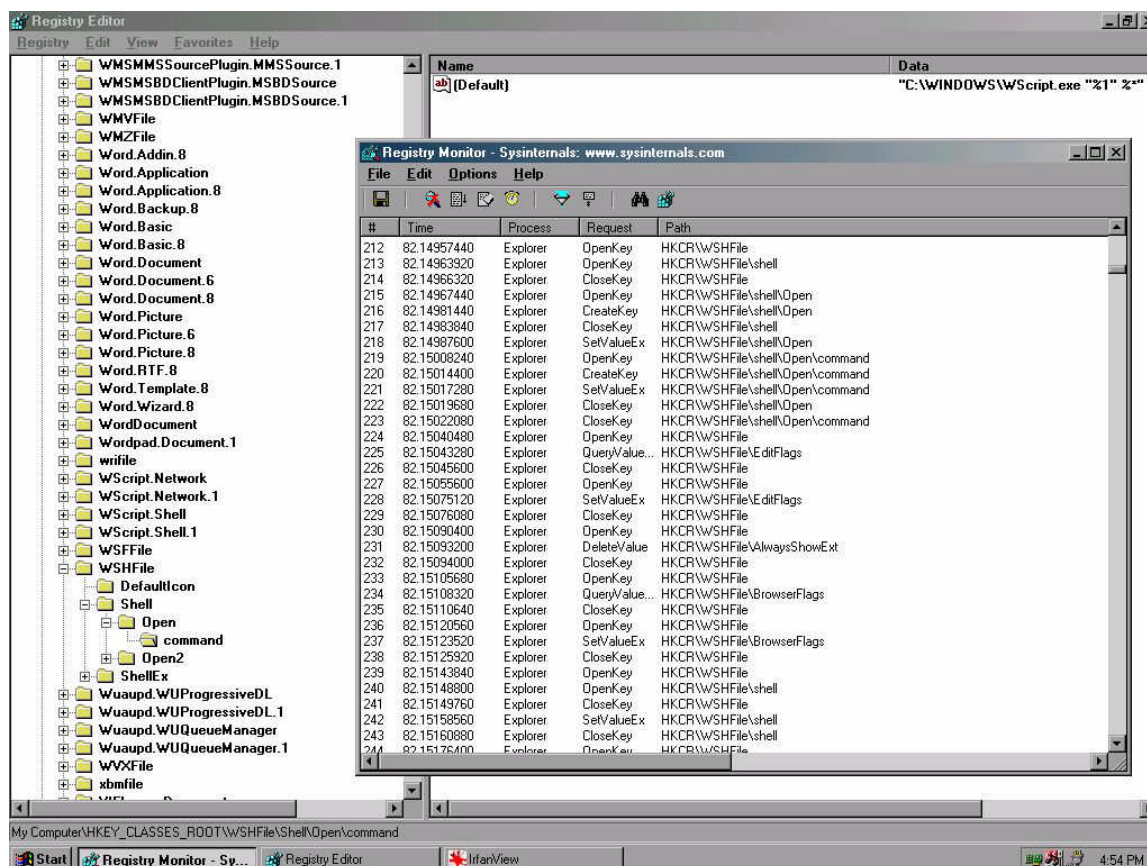 Registry Editor
Registry Edit View Favorites Help
WMSMMSSourcePlugin.MMSSource.1
WMSMSBDClientPlugin.MSBDSource
WMSMSBDClientPlugin.MSBDSource.1
WMVFile
WMZFile
Word.Addin.8
Word.Application
Word.Application.8
Word.Backup.8
Word.Basic
Word.Basic.8
Word.Document
Word.Document.6
Word.Document.8
Word.Picture
Word.Picture.6
Word.Picture.8
Word.RTF.8
Word.Template.8
Word.Wizard.8
WordDocument
Wordpad.Document.1
wrifile
WScript.Network
WScript.Network.1
WScript.Shell
WScript.Shell.1
WSFFile
WSHFile
DefaultIcon
Shell
Open
command
Open2
ShellEx
Wuaupd.WUProgressiveDL
Wuaupd.WUProgressiveDL.1
Wuaupd.WUQueueManager
Wuaupd.WUQueueManager.1
WVXFile
xbmfile
Name Data
ab (Default) "C:\WINDOWS\WScript.exe "%1" %*"
Registry Monitor - Sysinternals: www.sysinternals.com
File Edit Options Help
# Time Process Request Path
212 82.14957440 Explorer OpenKey HKCR\WSHFile
213 82.14963920 Explorer OpenKey HKCR\WSHFile\shell
214 82.14966320 Explorer CloseKey HKCR\WSHFile
215 82.14967440 Explorer OpenKey HKCR\WSHFile\shell\Open
216 82.14981440 Explorer CreateKey HKCR\WSHFile\shell\Open
217 82.14983840 Explorer CloseKey HKCR\WSHFile\shell
218 82.14987600 Explorer SetValueEx HKCR\WSHFile\shell\Open
219 82.15008240 Explorer OpenKey HKCR\WSHFile\shell\Open\command
220 82.15014400 Explorer CreateKey HKCR\WSHFile\shell\Open\command
221 82.15017280 Explorer SetValueEx HKCR\WSHFile\shell\Open\command
222 82.15019680 Explorer CloseKey HKCR\WSHFile\shell\Open
223 82.15022080 Explorer CloseKey HKCR\WSHFile\shell\Open\command
224 82.15040480 Explorer OpenKey HKCR\WSHFile
225 82.15043280 Explorer QueryValue... HKCR\WSHFile\EditFlags
226 82.15045600 Explorer CloseKey HKCR\WSHFile
227 82.15055600 Explorer OpenKey HKCR\WSHFile
228 82.15075120 Explorer SetValueEx HKCR\WSHFile\EditFlags
229 82.15076080 Explorer CloseKey HKCR\WSHFile
230 82.15090400 Explorer OpenKey HKCR\WSHFile
231 82.15093200 Explorer DeleteValue HKCR\WSHFile\AlwaysShowExt
232 82.15094000 Explorer CloseKey HKCR\WSHFile
233 82.15105680 Explorer OpenKey HKCR\WSHFile
234 82.15108320 Explorer QueryValue... HKCR\WSHFile\BrowserFlags
235 82.15110640 Explorer CloseKey HKCR\WSHFile
236 82.15120560 Explorer OpenKey HKCR\WSHFile
237 82.15123520 Explorer SetValueEx HKCR\WSHFile\BrowserFlags
238 82.15125920 Explorer CloseKey HKCR\WSHFile
239 82.15143840 Explorer OpenKey HKCR\WSHFile
240 82.15148800 Explorer OpenKey HKCR\WSHFile\shell
241 82.15149760 Explorer CloseKey HKCR\WSHFile
242 82.15158560 Explorer SetValueEx HKCR\WSHFile\shell
243 82.15160880 Explorer CloseKey HKCR\WSHFile\shell
244 82.15176400 Explorer OpenKey HKCR\WSHFile
My Computer\HKEY_CLASSES_ROOT\WSHFile\Shell\Open\command
Start Registry Monitor - Sy... Registry Editor IrfanView 4:54 PM